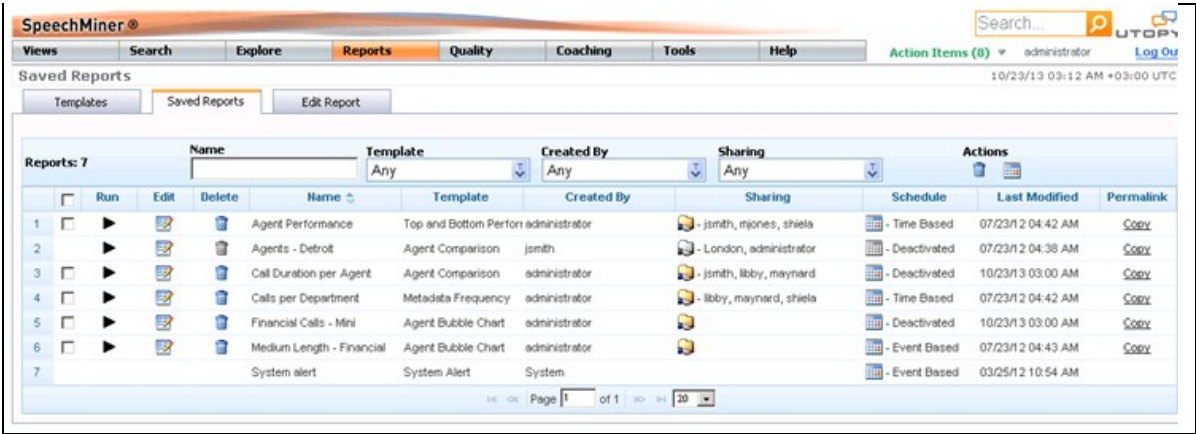 SpeechMiner ®
Search...
UTOPY
Views Search Explore Reports Quality Coaching Tools Help Action Items (8) administrator Log Ou
Saved Reports 10/23/13 03:12 AM +03:00 UTC
Templates Saved Reports Edit Report
Reports: 7 Name Template Created By Sharing Actions
Any Any Any
Run Edit Delete Name Template Created By Sharing Schedule Last Modified Permalink
1 Agent Performance Top and Bottom Perforn administrator - jsmith, mjones, shiela - Time Based 07/23/12 04:42 AM Copy
2 Agents - Detroit Agent Comparison jsmith - London, administrator - Deactivated 07/23/12 04:38 AM Copy
3 Call Duration per Agent Agent Comparison administrator - jsmith, libby, maynard - Deactivated 10/23/13 03:00 AM Copy
4 Calls per Department Metadata Frequency administrator - libby, maynard, shiela - Time Based 07/23/12 04:42 AM Copy
5 Financial Calls - Mini Agent Bubble Chart administrator - Deactivated 10/23/13 03:00 AM Copy
6 Medium Length - Financial Agent Bubble Chart administrator - Event Based 07/23/12 04:43 AM Copy
7 System alert System Alert System - Event Based 03/25/12 10:54 AM
Page 1 of 1 20